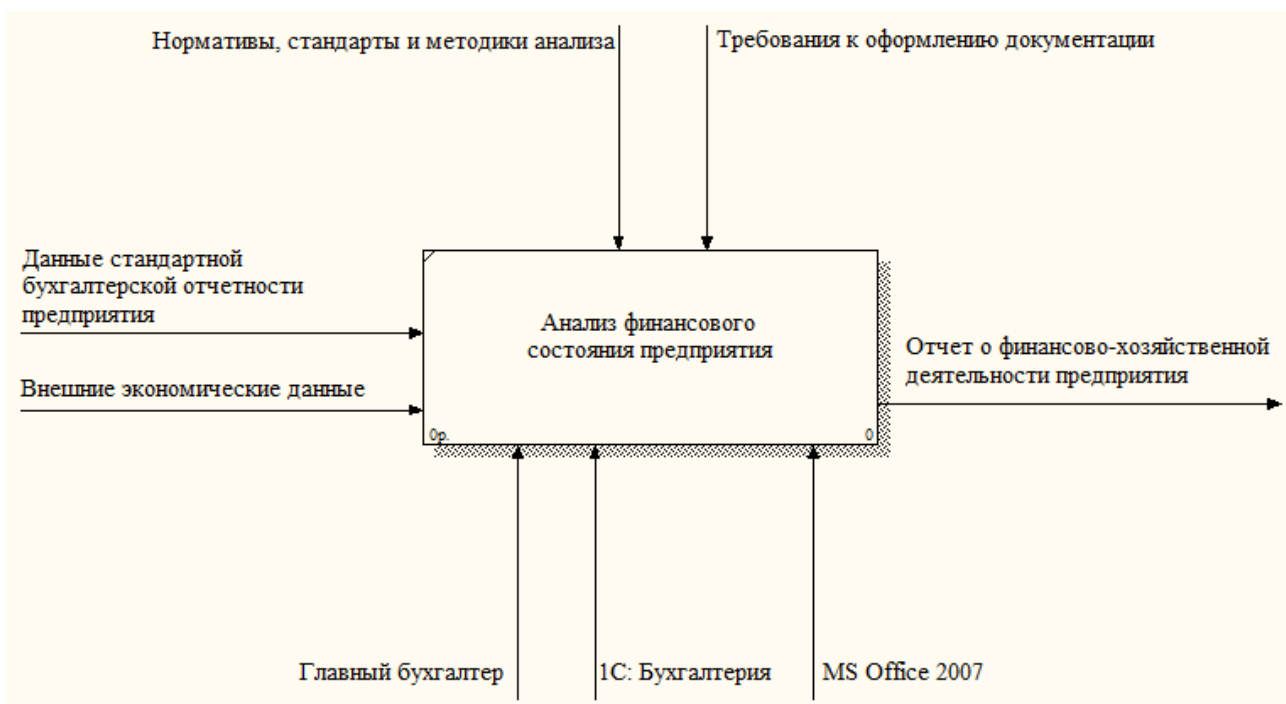 Нормативы, стандарты и методики анализа
Требования к оформлению документации
Данные стандартной
бухгалтерской отчетности
предприятия
Внешние экономические данные
Анализ финансового
состояния предприятия
0р.
0
Отчет о финансово-хозяйственной
деятельности предприятия
Главный бухгалтер
1С: Бухгалтерия
MS Office 2007